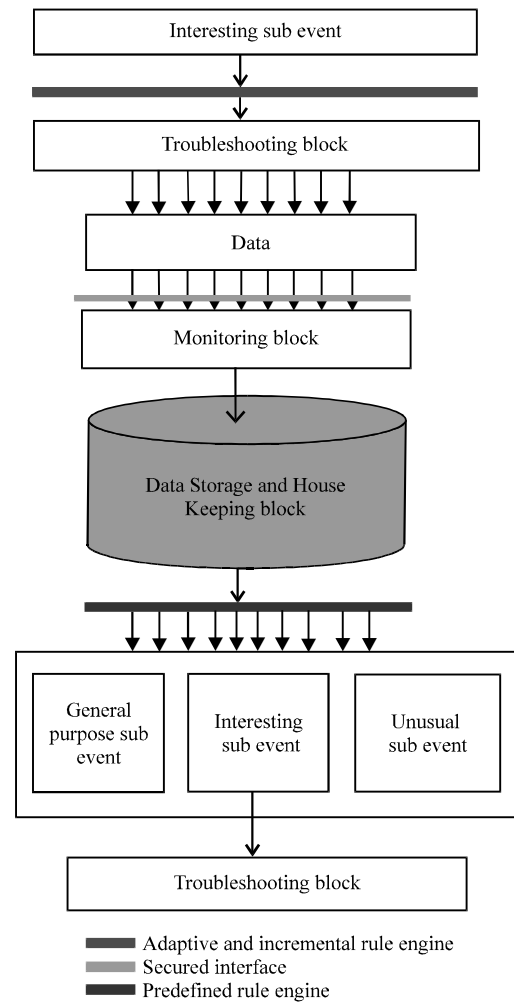 Interesting sub event
Troubleshooting block
Data
Monitoring block
Data Storage and House
Keeping block
General
purpose sub
event
Interesting
sub event
Unusual
sub event
Troubleshooting block
Adaptive and incremental rule engine
Secured interface
Predefined rule engine